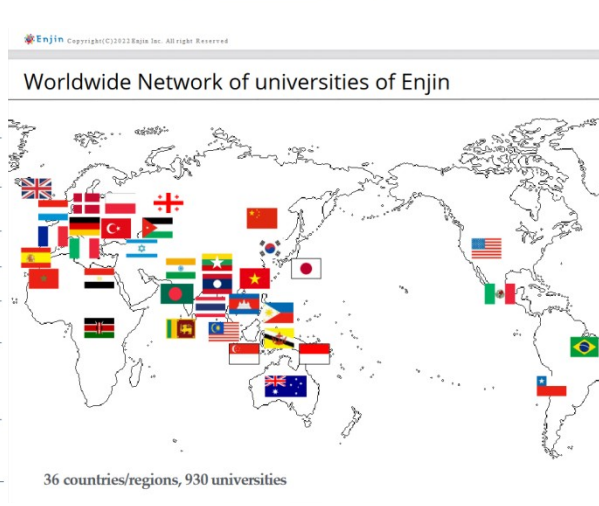 Enjin Copyright(C)2022 Enjin Inc. All right Reserved
Worldwide Network of universities of Enjin
36 countries/regions, 930 universities